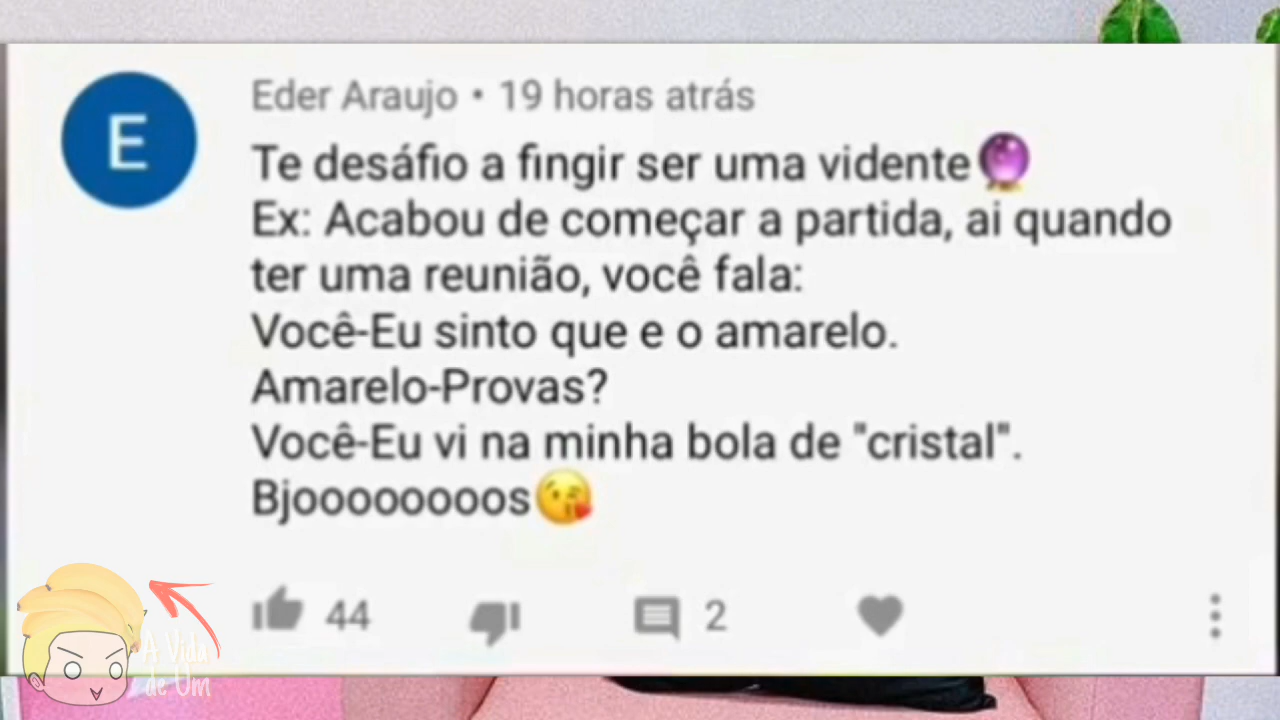 E
Eder Araujo • 19 horas atrás
Te desáfio a fingir ser uma vidente🔮
Ex: Acabou de começar a partida, ai quando
ter uma reunião, você fala:
Você-Eu sinto que e o amarelo.
Amarelo-Provas?
Você-Eu vi na minha bola de "cristal".
Bjooooooooos😘
44
2
A Vida
de Um